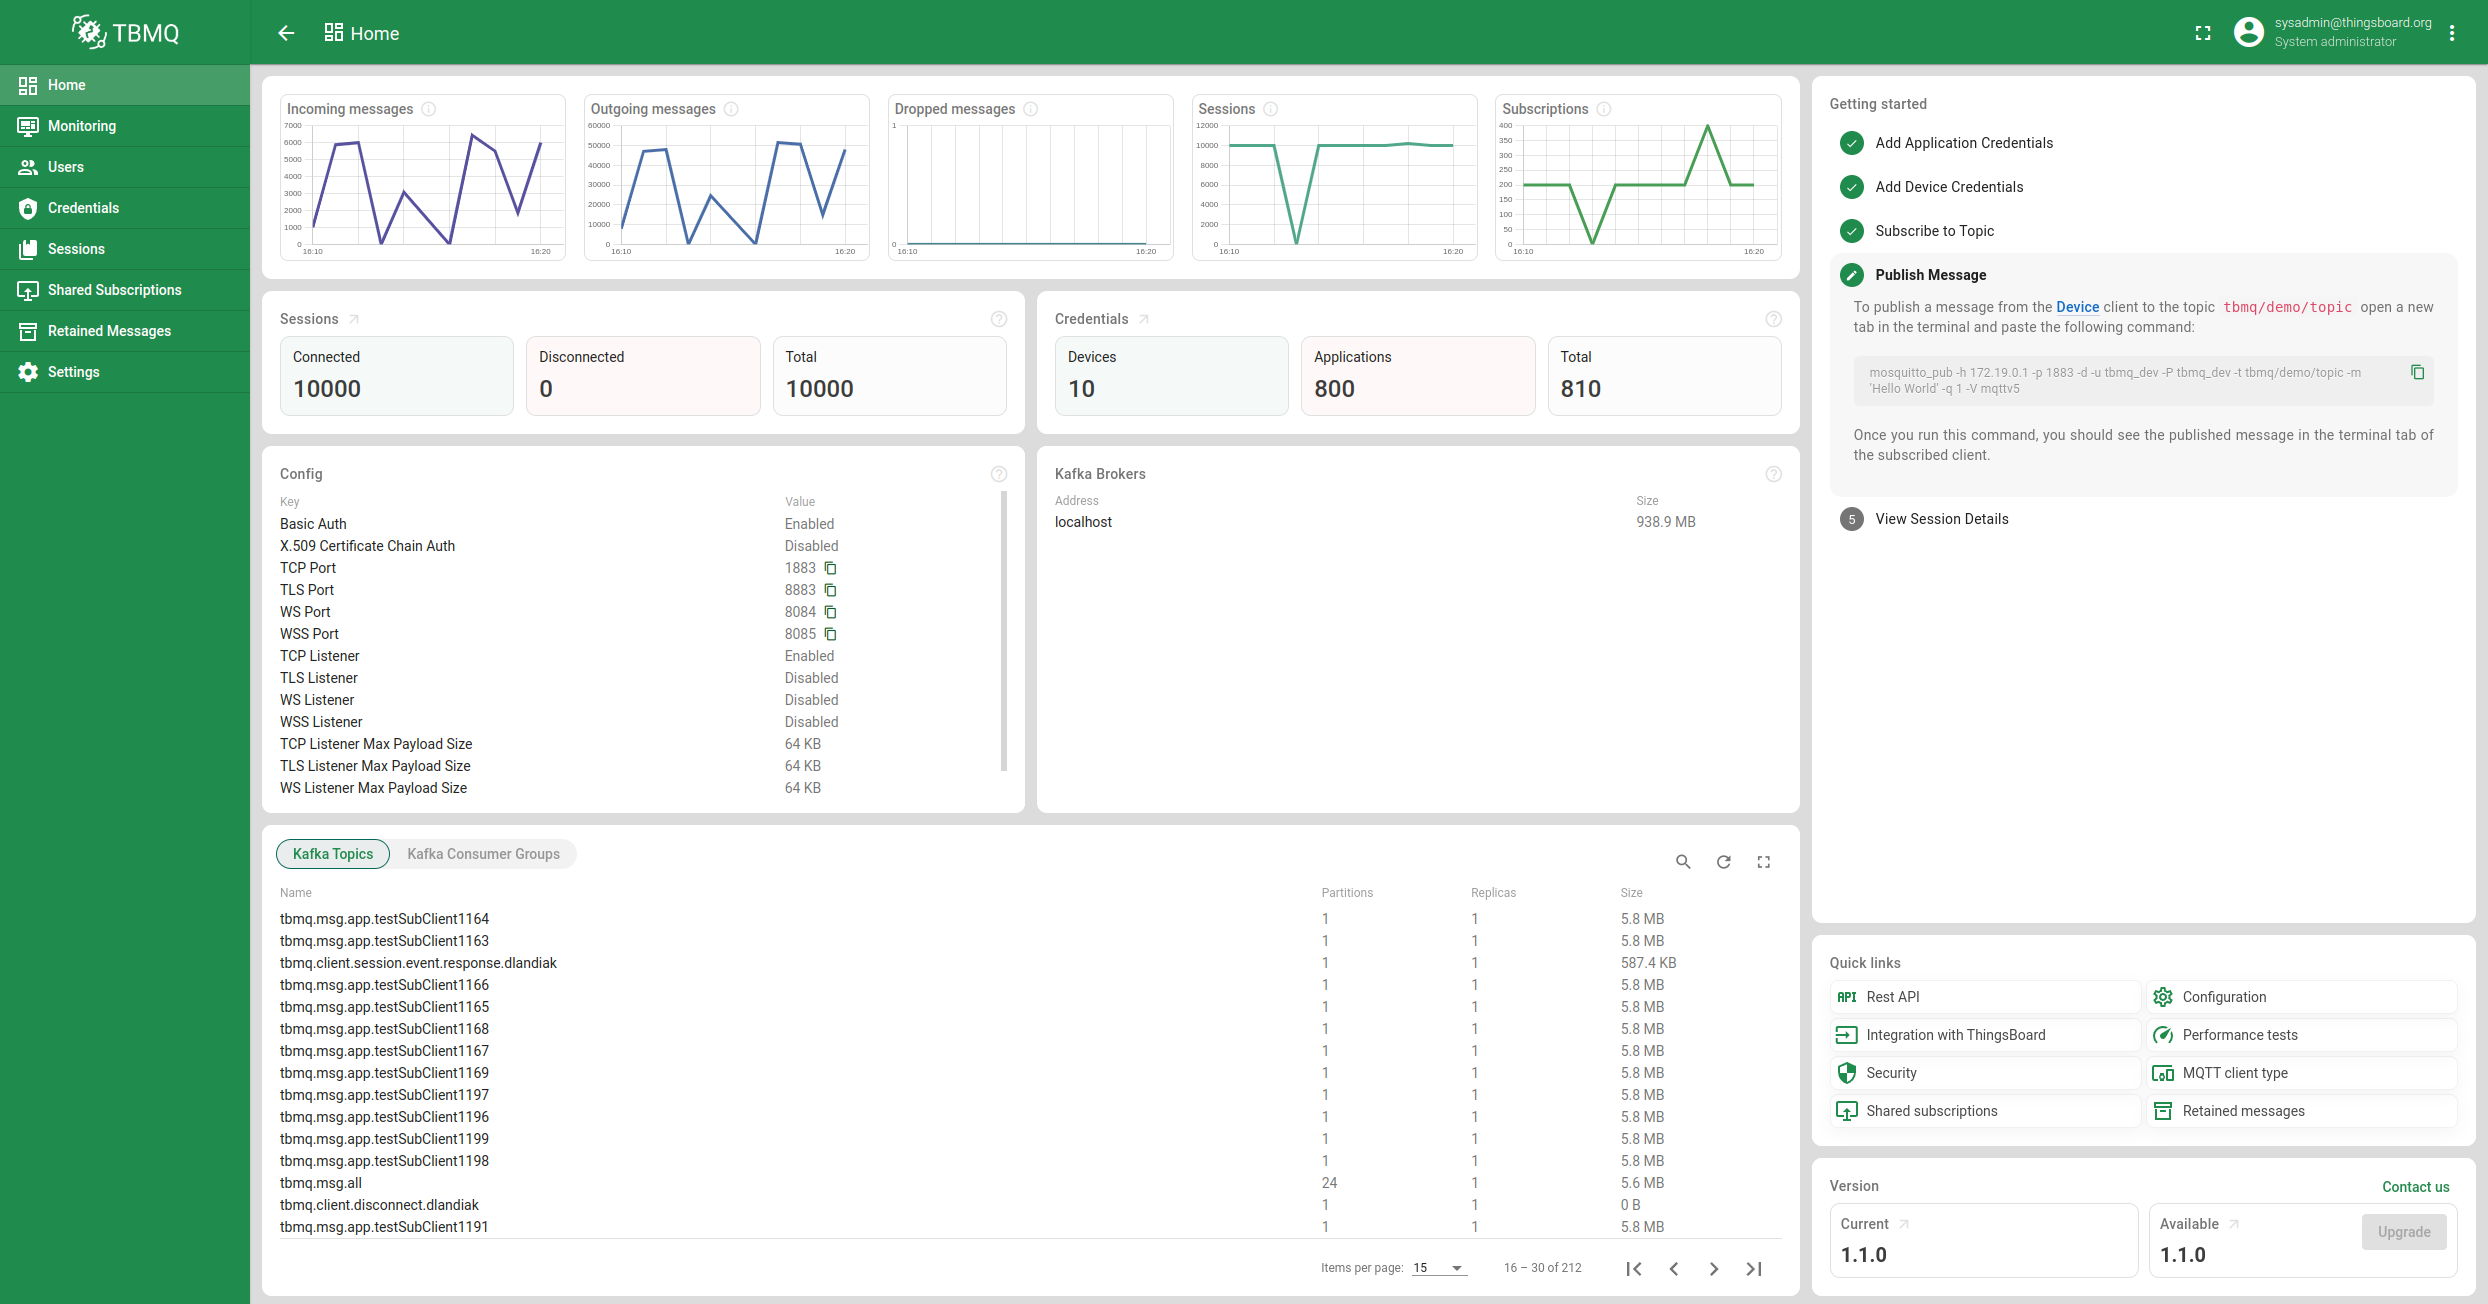 TBMQ
Home
sysadmin@thingsboard.org
System administrator
Home
Monitoring
Users
Credentials
Sessions
Shared Subscriptions
Retained Messages
Settings
Incoming messages
7000
6000
5000
4000
3000
2000
1000
0
16:10 16:20
Outgoing messages
60000
50000
40000
30000
20000
10000
0
16:10 16:20
Dropped messages
1
0
16:10 16:20
Sessions
12000
10000
8000
6000
4000
2000
0
16:10 16:20
Subscriptions
400
350
300
250
200
150
100
50
0
16:10 16:20
Sessions
Connected
10000
Disconnected
0
Total
10000
Credentials
Devices
10
Applications
800
Total
810
Config
Key Value
Basic Auth Enabled
X.509 Certificate Chain Auth Disabled
TCP Port 1883
TLS Port 8883
WS Port 8084
WSS Port 8085
TCP Listener Enabled
TLS Listener Disabled
WS Listener Disabled
WSS Listener Disabled
TCP Listener Max Payload Size 64 KB
TLS Listener Max Payload Size 64 KB
WS Listener Max Payload Size 64 KB
Kafka Brokers
Address Size
localhost 938.9 MB
Kafka Topics Kafka Consumer Groups
Name Partitions Replicas Size
tbmq.msg.app.testSubClient1164 1 1 5.8 MB
tbmq.msg.app.testSubClient1163 1 1 5.8 MB
tbmq.client.session.event.response.dlandiak 1 1 587.4 KB
tbmq.msg.app.testSubClient1166 1 1 5.8 MB
tbmq.msg.app.testSubClient1165 1 1 5.8 MB
tbmq.msg.app.testSubClient1168 1 1 5.8 MB
tbmq.msg.app.testSubClient1167 1 1 5.8 MB
tbmq.msg.app.testSubClient1169 1 1 5.8 MB
tbmq.msg.app.testSubClient1197 1 1 5.8 MB
tbmq.msg.app.testSubClient1196 1 1 5.8 MB
tbmq.msg.app.testSubClient1199 1 1 5.8 MB
tbmq.msg.app.testSubClient1198 1 1 5.8 MB
tbmq.msg.all 24 1 5.6 MB
tbmq.client.disconnect.dlandiak 1 1 0 B
tbmq.msg.app.testSubClient1191 1 1 5.8 MB
Items per page: 15 16 – 30 of 212
Getting started
Add Application Credentials
Add Device Credentials
Subscribe to Topic
Publish Message
To publish a message from the Device client to the topic tbmq/demo/topic open a new
tab in the terminal and paste the following command:
mosquitto_pub -h 172.19.0.1 -p 1883 -d -u tbmq_dev -P tbmq_dev -t tbmq/demo/topic -m
'Hello World' -q 1 -V mqttv5
Once you run this command, you should see the published message in the terminal tab of
the subscribed client.
5 View Session Details
Quick links
API Rest API
Configuration
Integration with ThingsBoard
Performance tests
Security
MQTT client type
Shared subscriptions
Retained messages
Version Contact us
Current
1.1.0
Available
1.1.0
Upgrade